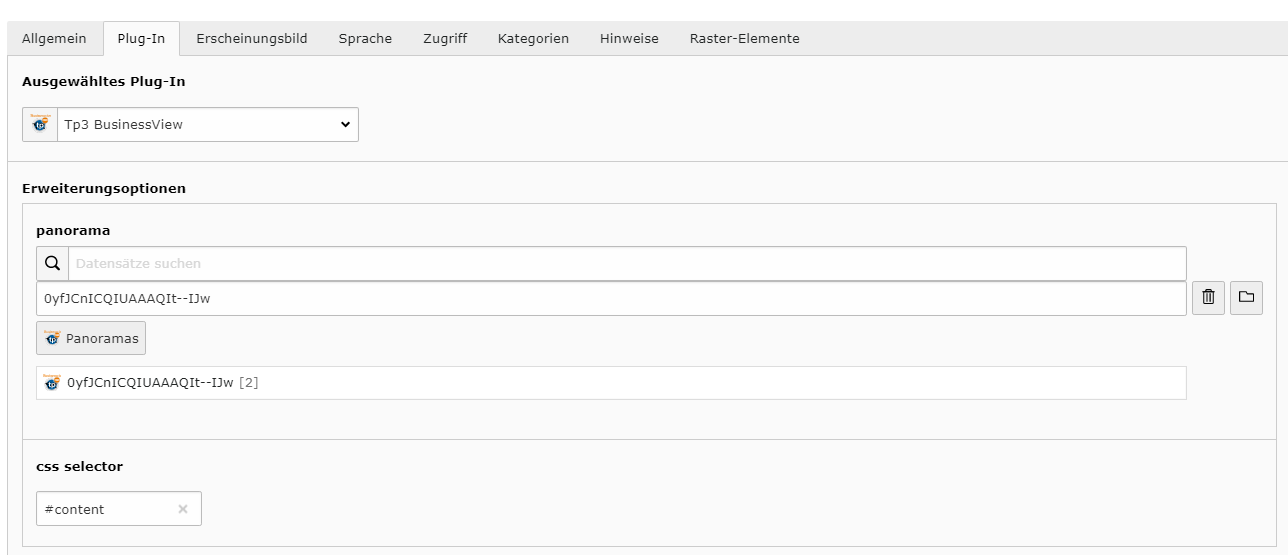 Allgemein Plug-In Erscheinungsbild Sprache Zugriff Kategorien Hinweise Raster-Elemente
Ausgewähltes Plug-In
Tp3 BusinessView
Erweiterungsoptionen
panorama
Datensätze suchen
0yfJCnICQIUAAAQIt--IJw
Panoramas
0yfJCnICQIUAAAQIt--IJw [2]
css selector
#content